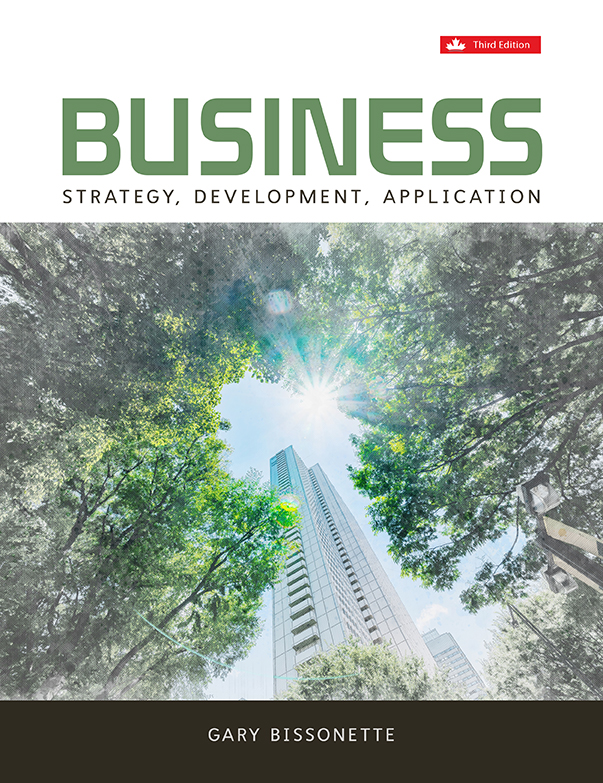 Third Edition
BUSINESS
STRATEGY, DEVELOPMENT, APPLICATION
GARY BISSONETTE